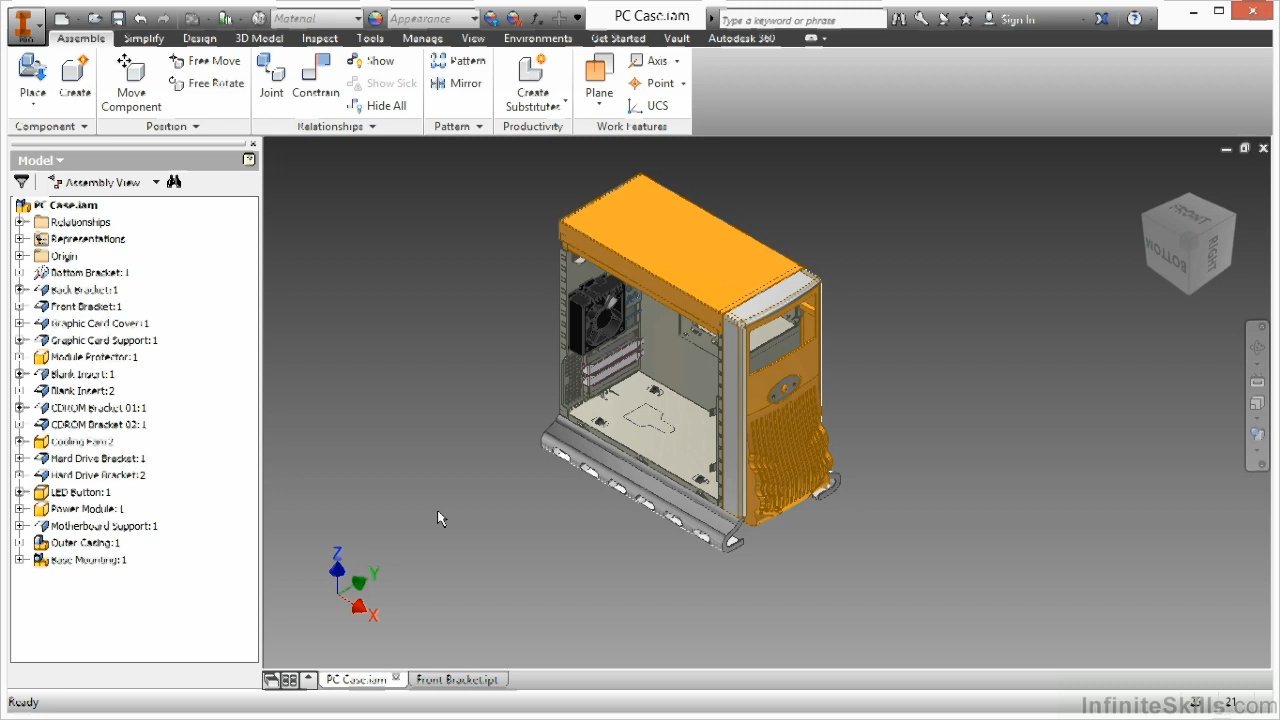 PRO
Material
Appearance
PC Case.iam
Type a keyword or phrase
Sign In
Assemble Simplify Design 3D Model Inspect Tools Manage View Environments Get Started Vault Autodesk 360
Place
Create
Move Component
Free Move
Free Rotate
Joint
Constrain
Show
Show Sick
Hide All
Pattern
Mirror
Create Substitutes
Plane
Axis
Point
UCS
Component
Position
Relationships
Pattern
Productivity
Work Features
Model
Assembly View
PC Case.iam
Relationships
Representations
Origin
Bottom Bracket:1
Back Bracket:1
Front Bracket:1
Graphic Card Cover:1
Graphic Card Support:1
Module Protector:1
Blank Insert:1
Blank Insert:2
CDROM Bracket 01:1
CDROM Bracket 02:1
Cooling Fan:2
Hard Drive Bracket:1
Hard Drive Bracket:2
LED Button:1
Power Module:1
Motherboard Support:1
Outer Casing:1
Base Mounting:1
FRONT
BOTTOM
RIGHT
Z
Y
X
PC Case.iam
Front Bracket.ipt
Ready
21
InfiniteSkills.com